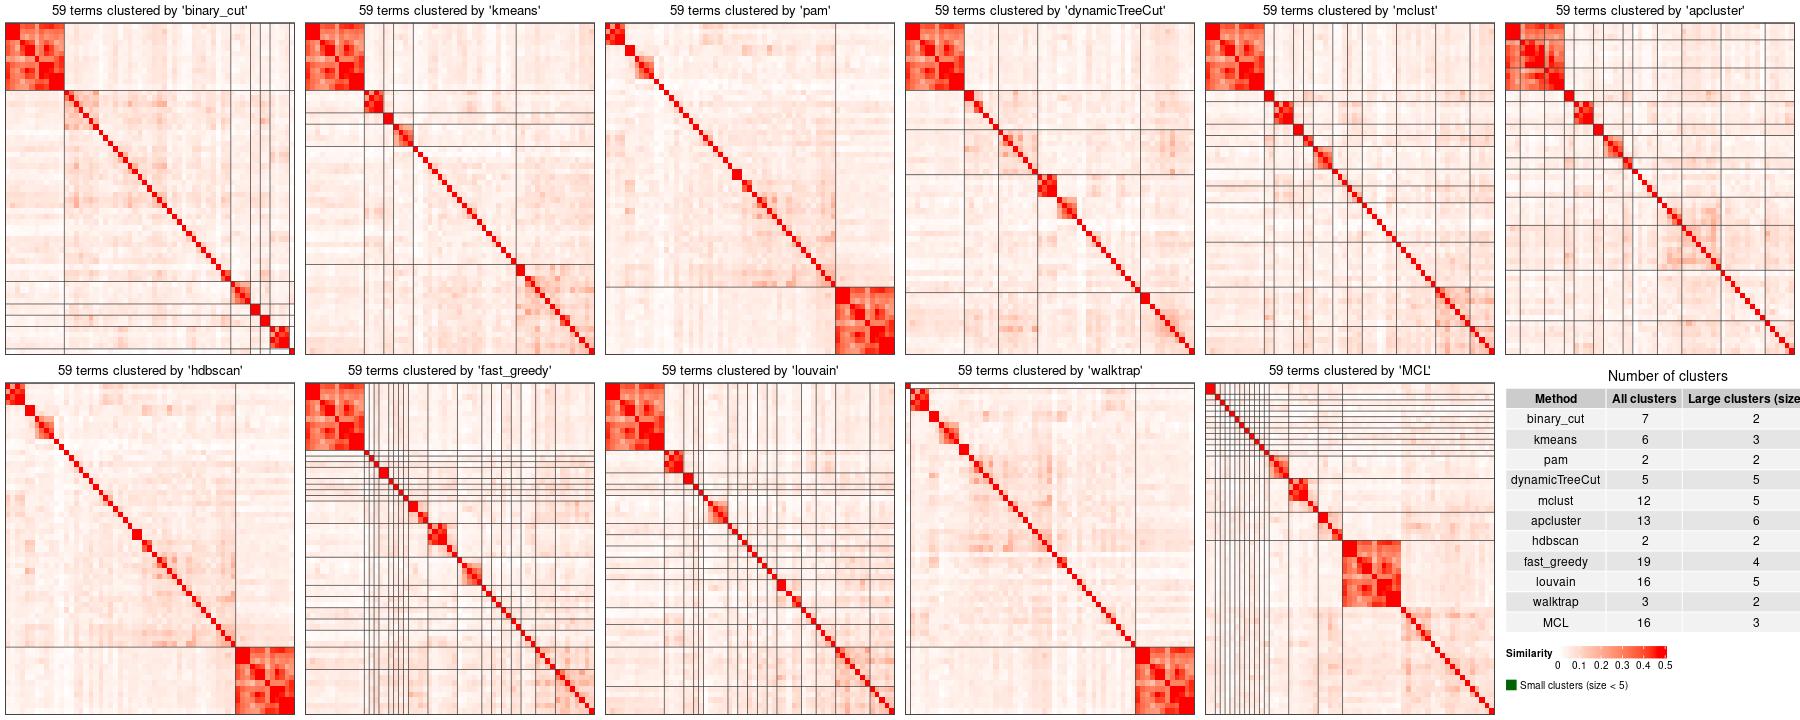 59 terms clustered by 'binary_cut'
59 terms clustered by 'kmeans'
59 terms clustered by 'pam'
59 terms clustered by 'dynamicTreeCut'
59 terms clustered by 'mclust'
59 terms clustered by 'apcluster'
59 terms clustered by 'hdbscan'
59 terms clustered by 'fast_greedy'
59 terms clustered by 'louvain'
59 terms clustered by 'walktrap'
59 terms clustered by 'MCL'
Number of clusters
Method All clusters Large clusters (size
binary_cut 7 2
kmeans 6 3
pam 2 2
dynamicTreeCut 5 5
mclust 12 5
apcluster 13 6
hdbscan 2 2
fast_greedy 19 4
louvain 16 5
walktrap 3 2
MCL 16 3
Similarity
0 0.1 0.2 0.3 0.4 0.5
Small clusters (size < 5)